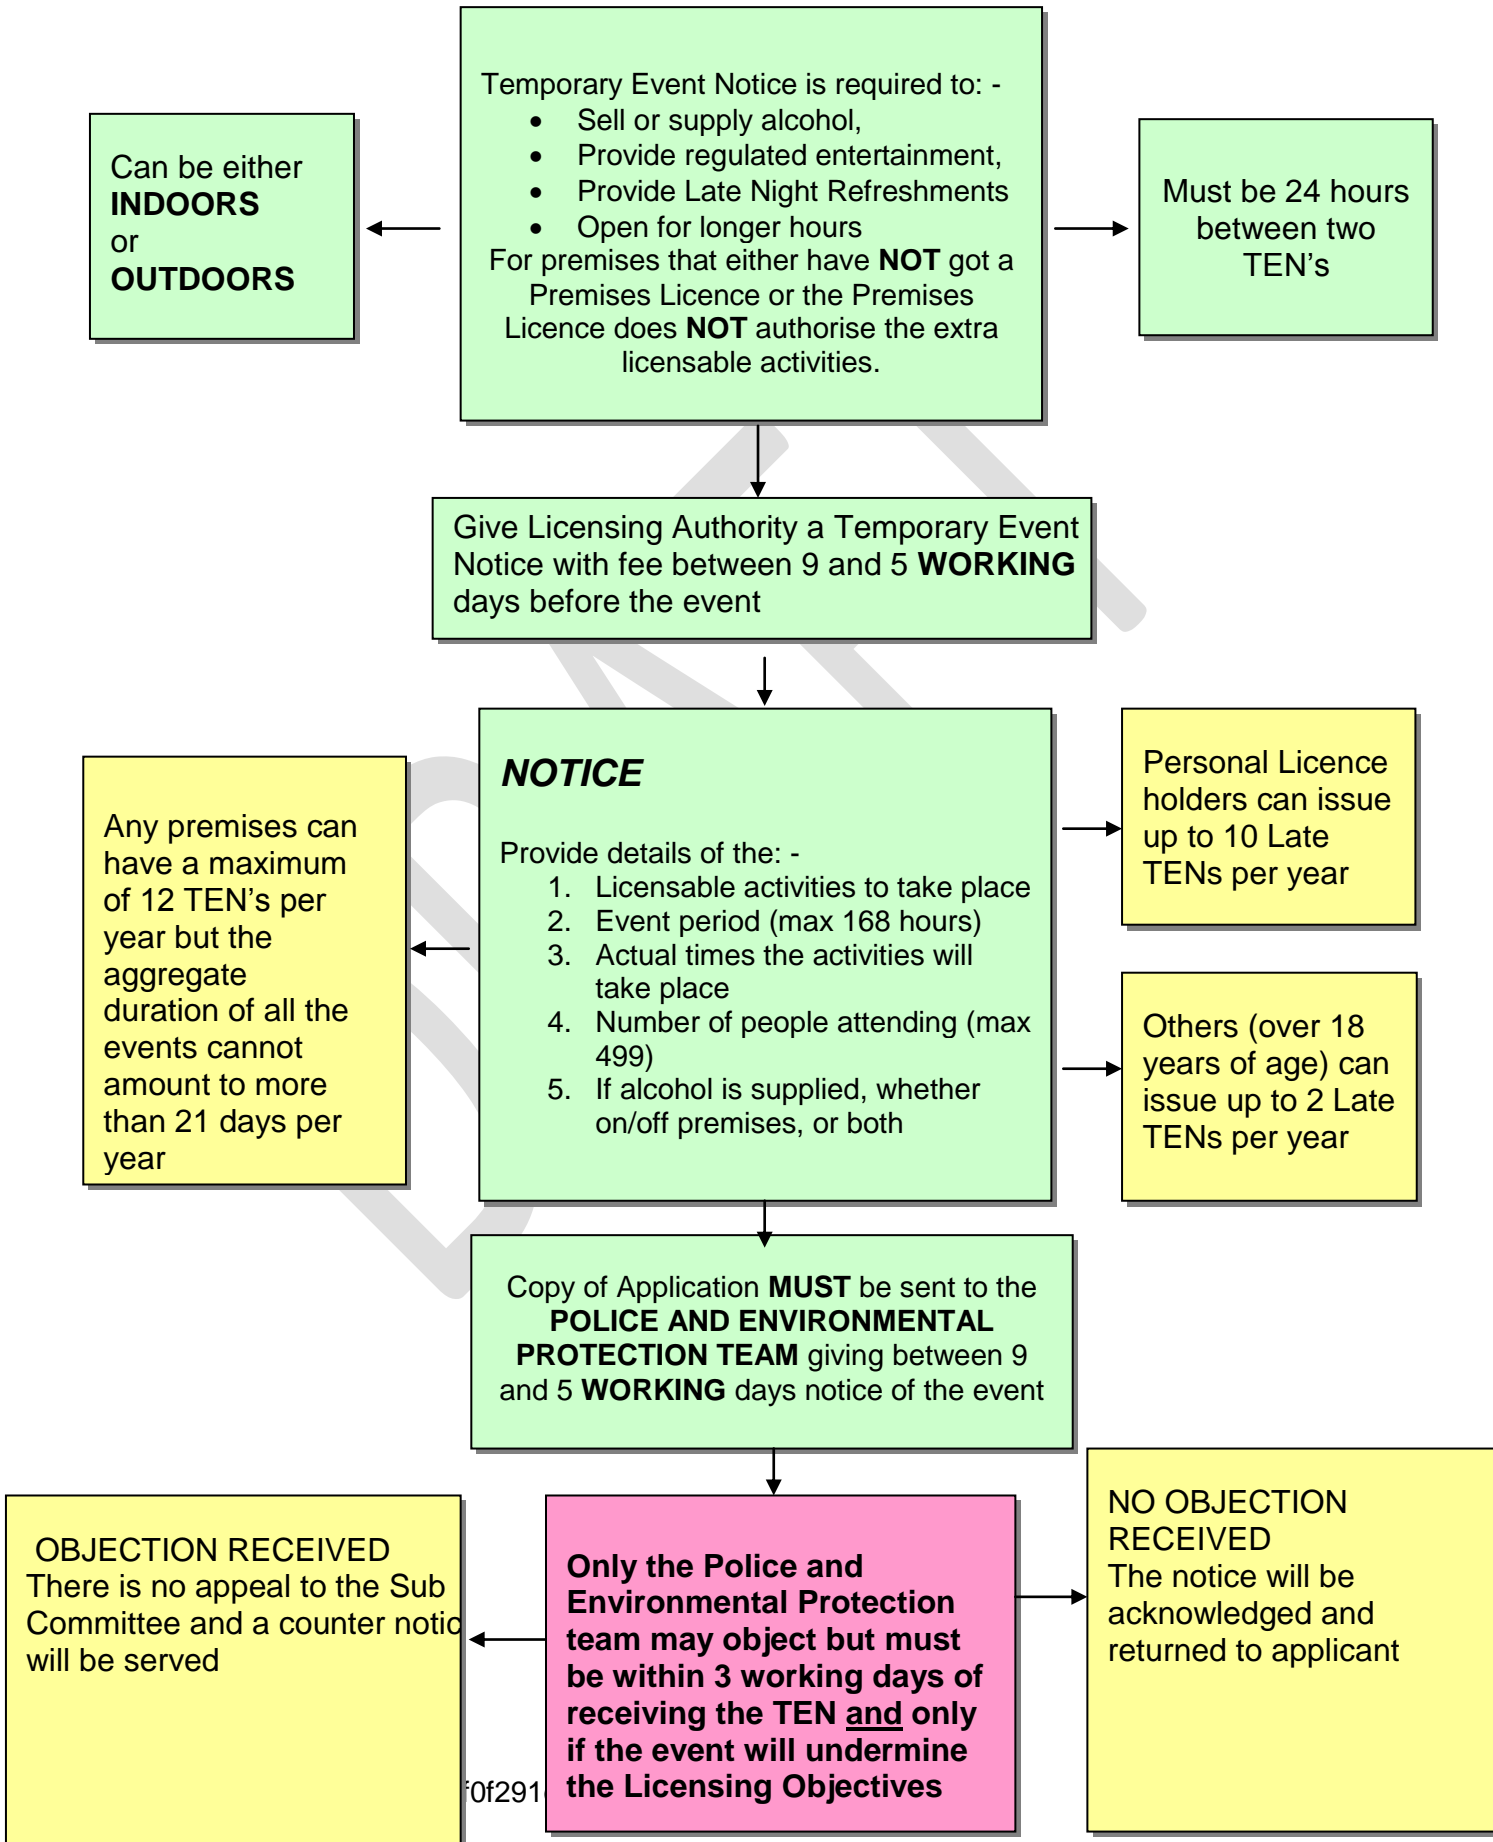 Temporary Event Notice is required to: -
• Sell or supply alcohol,
• Provide regulated entertainment,
• Provide Late Night Refreshments
• Open for longer hours
For premises that either have NOT got a
Premises Licence or the Premises
Licence does NOT authorise the extra
licensable activities.
Can be either
INDOORS
or
OUTDOORS
Must be 24 hours
between two
TEN's
Give Licensing Authority a Temporary Event
Notice with fee between 9 and 5 WORKING
days before the event
NOTICE
Provide details of the: -
1. Licensable activities to take place
2. Event period (max 168 hours)
3. Actual times the activities will
take place
4. Number of people attending (max
499)
5. If alcohol is supplied, whether
on/off premises, or both
Any premises can
have a maximum
of 12 TEN's per
year but the
aggregate
duration of all the
events cannot
amount to more
than 21 days per
year
Personal Licence
holders can issue
up to 10 Late
TENs per year
Others (over 18
years of age) can
issue up to 2 Late
TENs per year
Copy of Application MUST be sent to the
POLICE AND ENVIRONMENTAL
PROTECTION TEAM giving between 9
and 5 WORKING days notice of the event
OBJECTION RECEIVED
There is no appeal to the Sub
Committee and a counter notic
will be served
Only the Police and
Environmental Protection
team may object but must
be within 3 working days of
receiving the TEN and only
if the event will undermine
the Licensing Objectives
NO OBJECTION
RECEIVED
The notice will be
acknowledged and
returned to applicant
f0f291
DRAFT